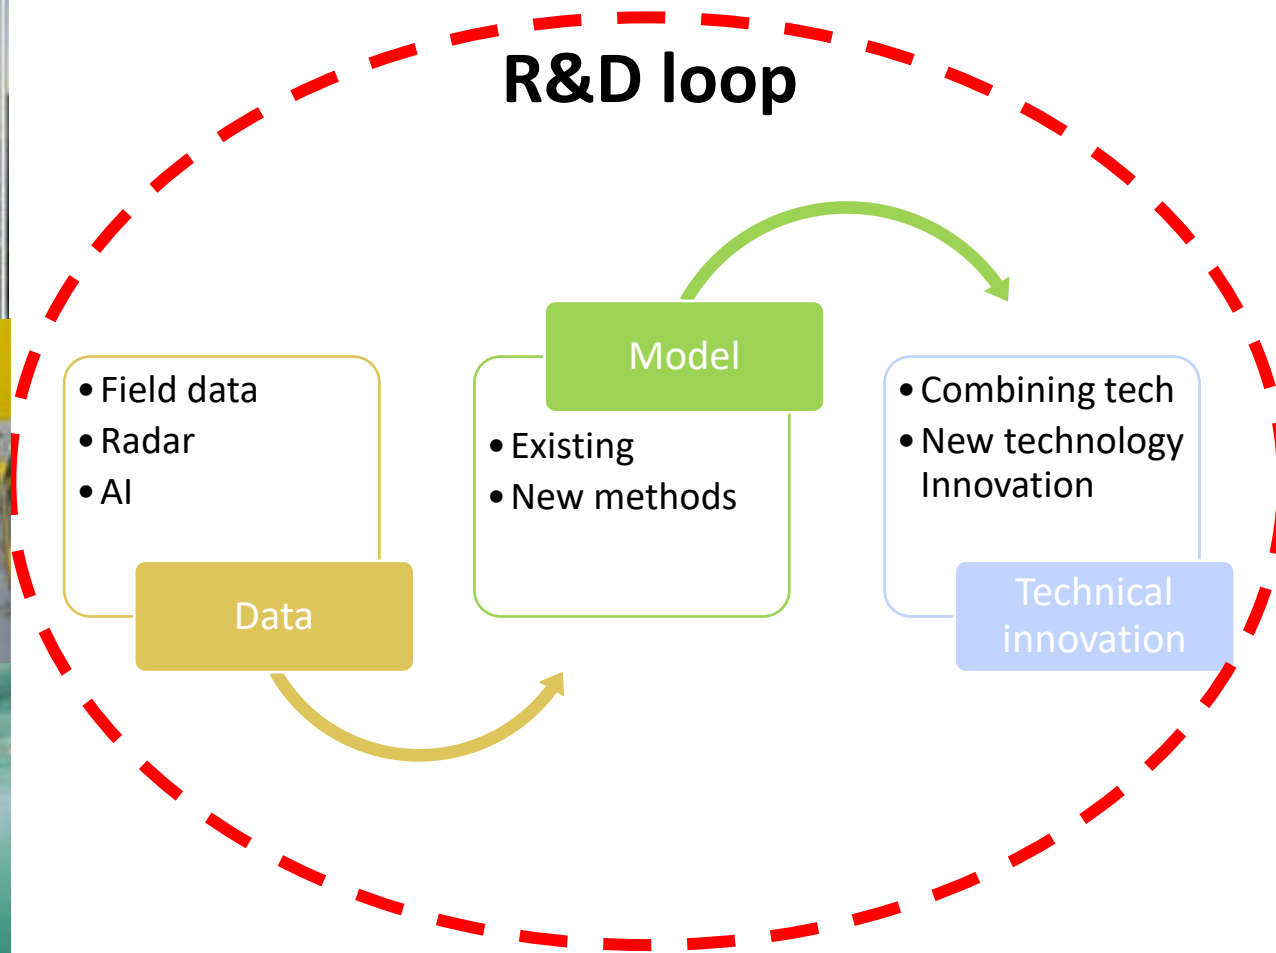 R&D loop
• Field data
• Radar
• AI
Data
Model
• Existing
• New methods
• Combining tech
• New technology
Innovation
Technical
innovation